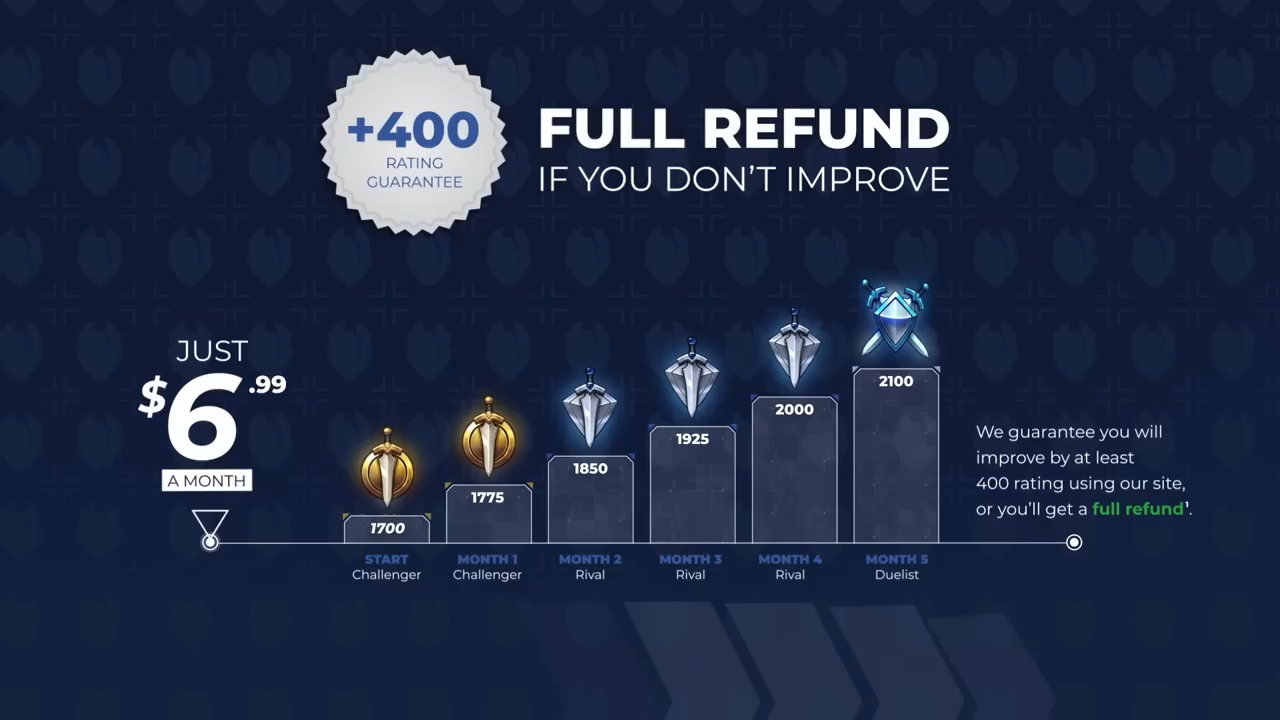 +400
RATING
GUARANTEE
FULL REFUND
IF YOU DON'T IMPROVE
JUST
$6.99
A MONTH
1700
1775
1850
1925
2000
2100
START
Challenger
MONTH 1
Challenger
MONTH 2
Rival
MONTH 3
Rival
MONTH 4
Rival
MONTH 5
Duelist
We guarantee you will
improve by at least
400 rating using our site,
or you'll get a full refund¹.